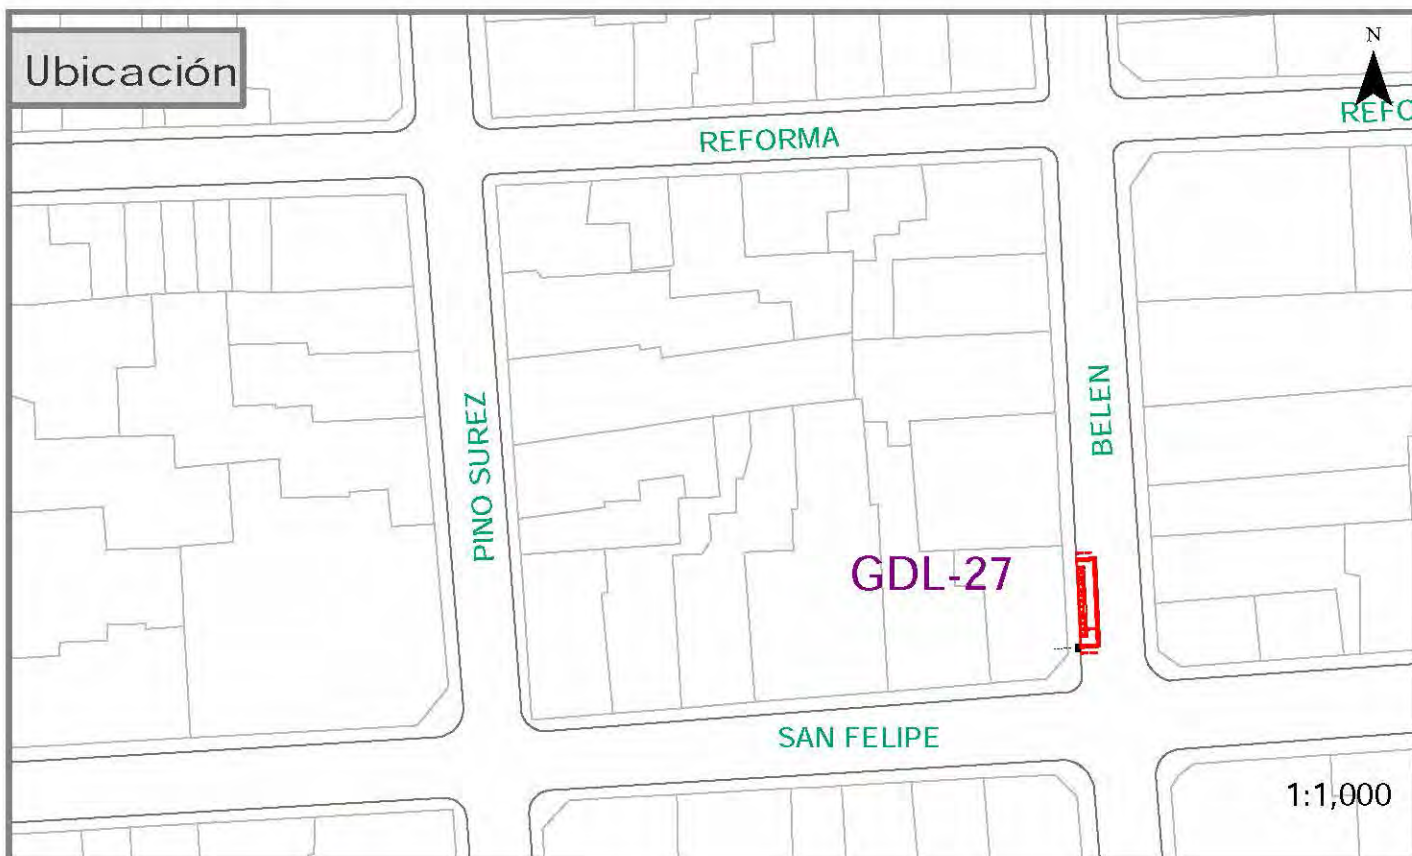 Ubicación
N
REFORMA
REFO
PINO SUREZ
BELEN
GDL-27
SAN FELIPE
1:1,000